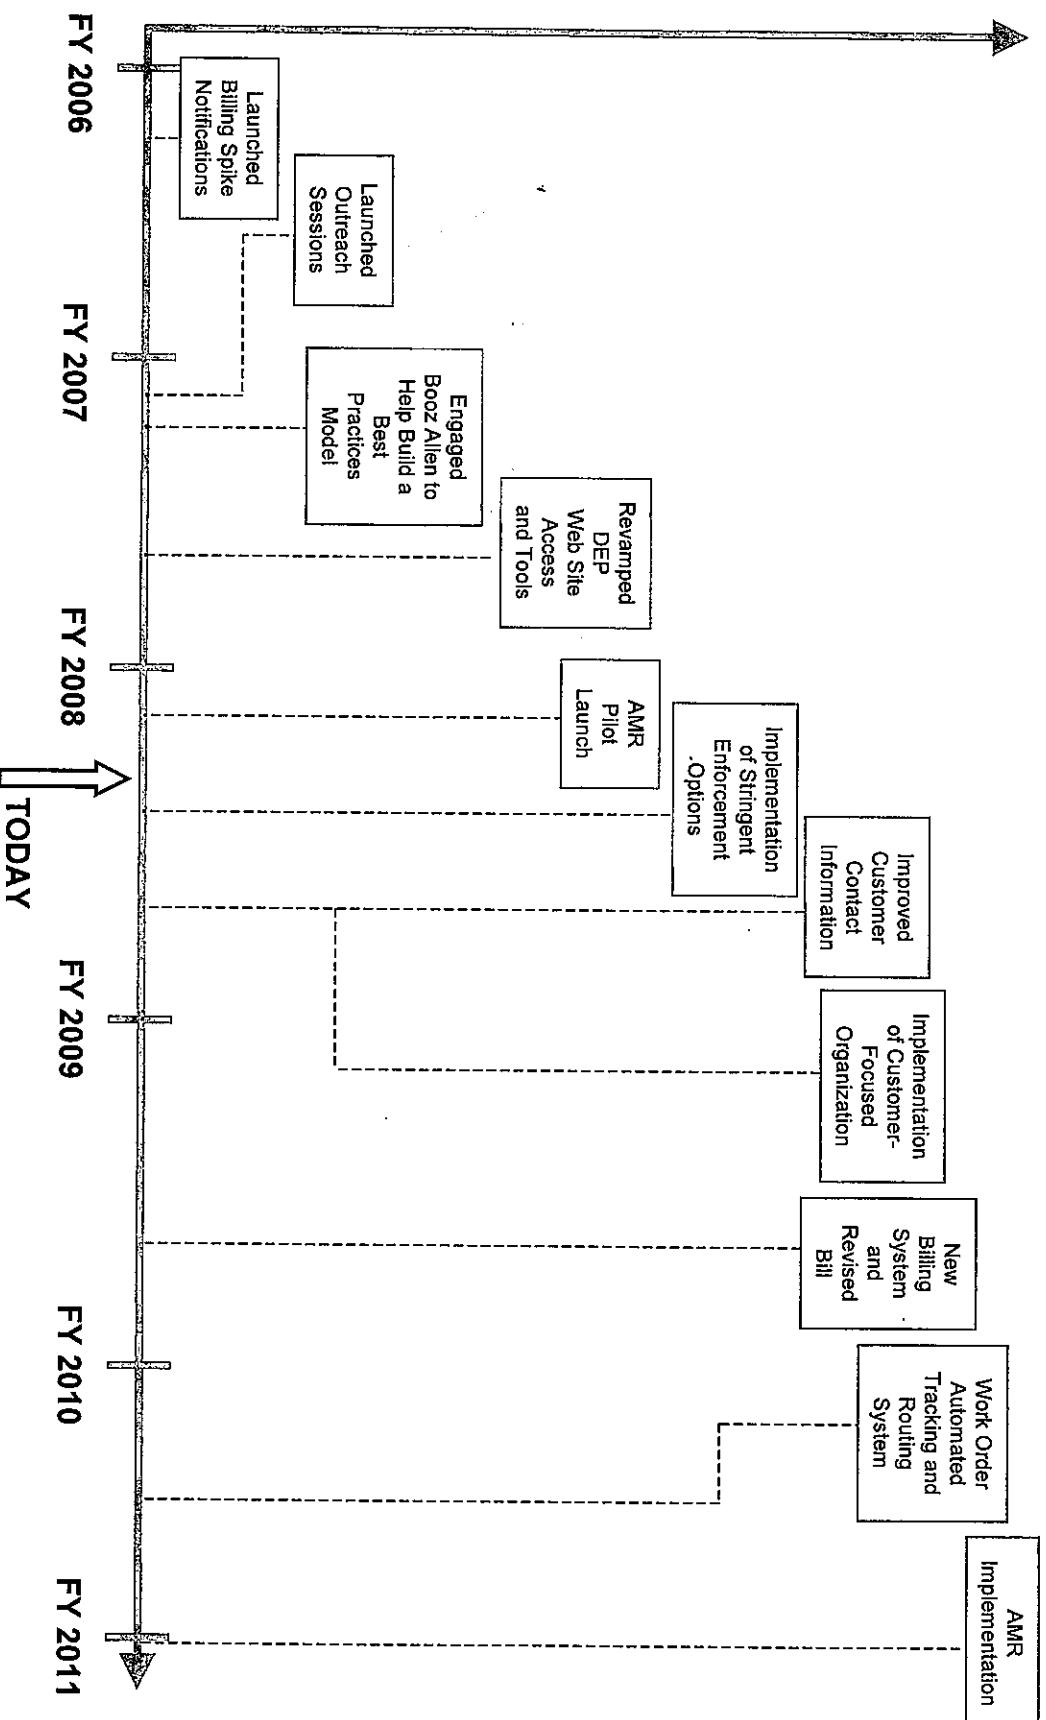 Launched
Billing Spike
Notifications
Launched
Outreach
Sessions
Engaged
Booz Allen to
Help Build a
Best
Practices
Model
Revamped
DEP
Web Site
Access
and Tools
AMR
Pilot
Launch
Implementation
of Stringent
Enforcement
Options
Improved
Customer
Contact
Information
Implementation
of Customer-
Focused
Organization
New
Billing
System
and
Revised
Bill
Work Order
Automated
Tracking and
Routing
System
AMR
Implementation
FY 2006
FY 2007
FY 2008
FY 2009
FY 2010
FY 2011
TODAY